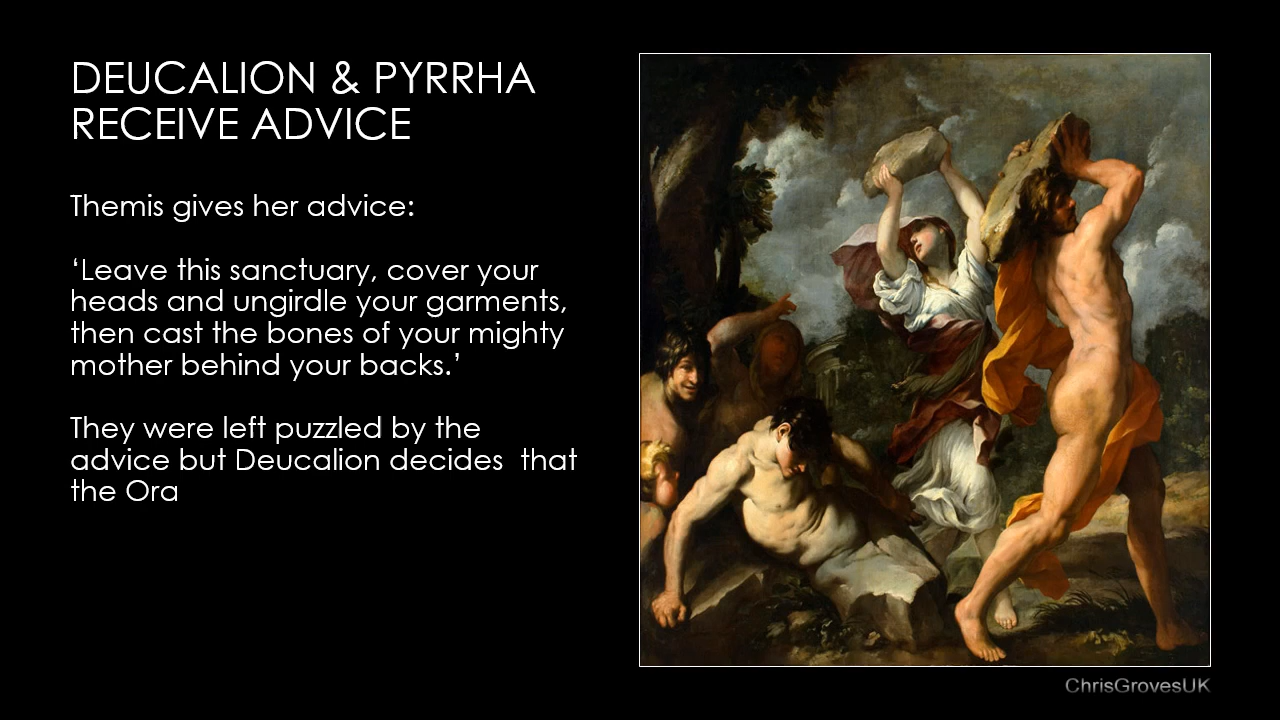 DEUCALION & PYRRHA
RECEIVE ADVICE
Themis gives her advice:
‘Leave this sanctuary, cover your
heads and ungirdle your garments,
then cast the bones of your mighty
mother behind your backs.’
They were left puzzled by the
advice but Deucalion decides  that
the Ora
ChrisGrovesUK